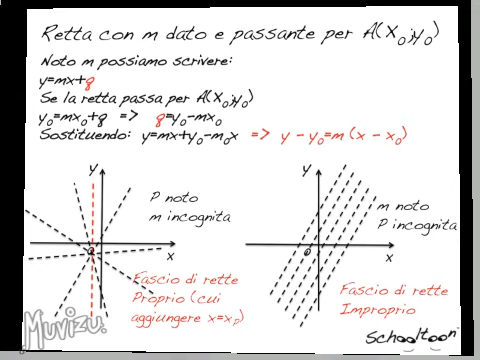 Retta con m dato e passante per A(X₀;y₀)
Noto m possiamo scrivere:
y=mx+q
Se la retta passa per A(X₀;y₀)
y₀=mx₀+q => q=y₀-mx₀
Sostituendo: y=mx+y₀-m₀x => y-y₀=m(x-x₀)
y
P noto
m incognita
x
Fascio di rette
Proprio (cui
aggiungere x=xₚ)
y
m noto
P incognita
O
x
Fascio di rette
Improprio
Muvizu.
Schooltoon